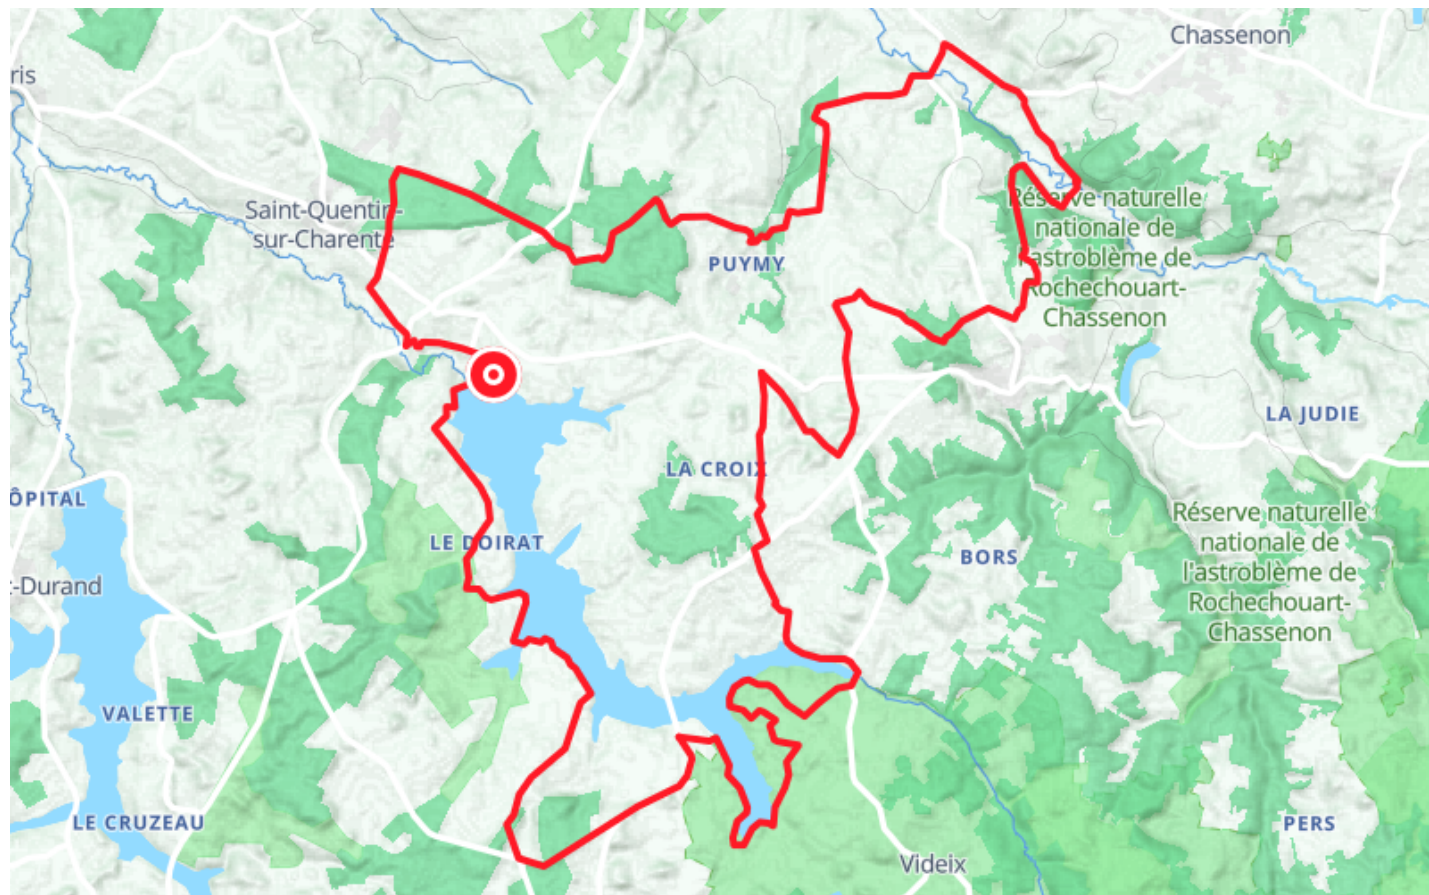 Chassenon
ris
Saint-Quentin-
sur-Charente
Réserve naturelle
nationale de
l'astroblème de
Rochechouart-
Chassenon
PUYMY
LA JUDIE
LA CROIX
ÔPITAL
Réserve naturelle
nationale de
l'astroblème de
Rochechouart-
Chassenon
LE DOIRAT
BORS
t-Durand
VALETTE
LE CRUZEAU
PERS
Videix